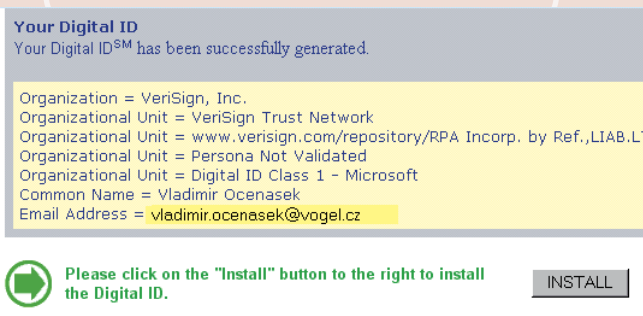 Your Digital ID
Your Digital ID℠ has been successfully generated.
Organization = VeriSign, Inc.
Organizational Unit = VeriSign Trust Network
Organizational Unit = www.verisign.com/repository/RPA Incorp. by Ref.,LIAB.L
Organizational Unit = Persona Not Validated
Organizational Unit = Digital ID Class 1 - Microsoft
Common Name = Vladimir Ocenasek
Email Address = vladimir.ocenasek@vogel.cz
Please click on the "Install" button to the right to install
the Digital ID.
INSTALL